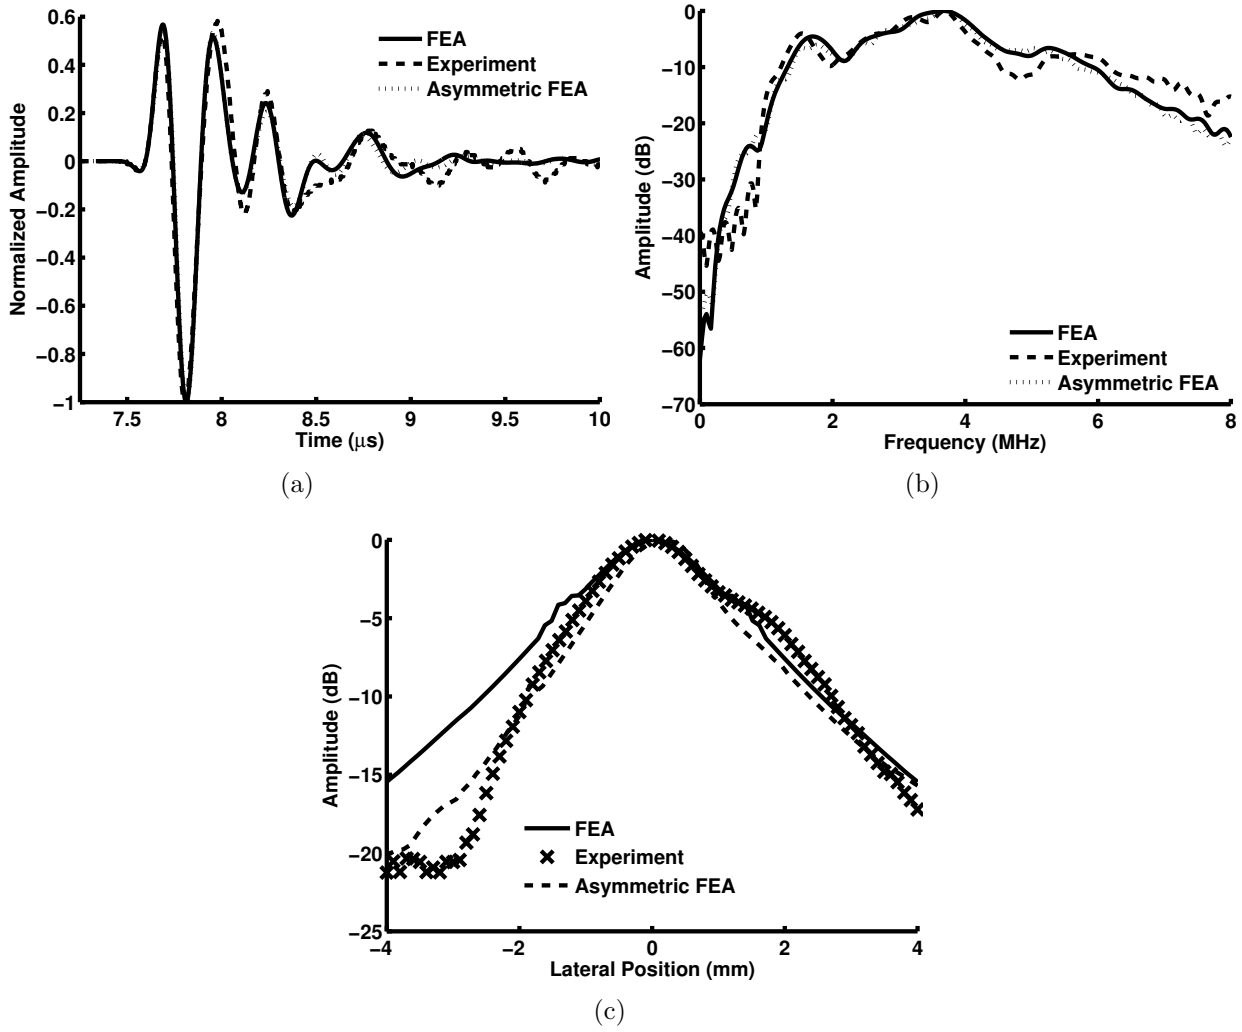 0.6
0.4
0.2
0
−0.2
−0.4
−0.6
−0.8
−1
Normalized Amplitude
FEA
Experiment
Asymmetric FEA
7.5 8 8.5 9 9.5 10
Time (μs)
(a)
0
−10
−20
−30
−40
−50
−60
−70
Amplitude (dB)
FEA
Experiment
Asymmetric FEA
0 2 4 6 8
Frequency (MHz)
(b)
0
−5
−10
−15
−20
−25
Amplitude (dB)
FEA
Experiment
Asymmetric FEA
−4 −2 0 2 4
Lateral Position (mm)
(c)